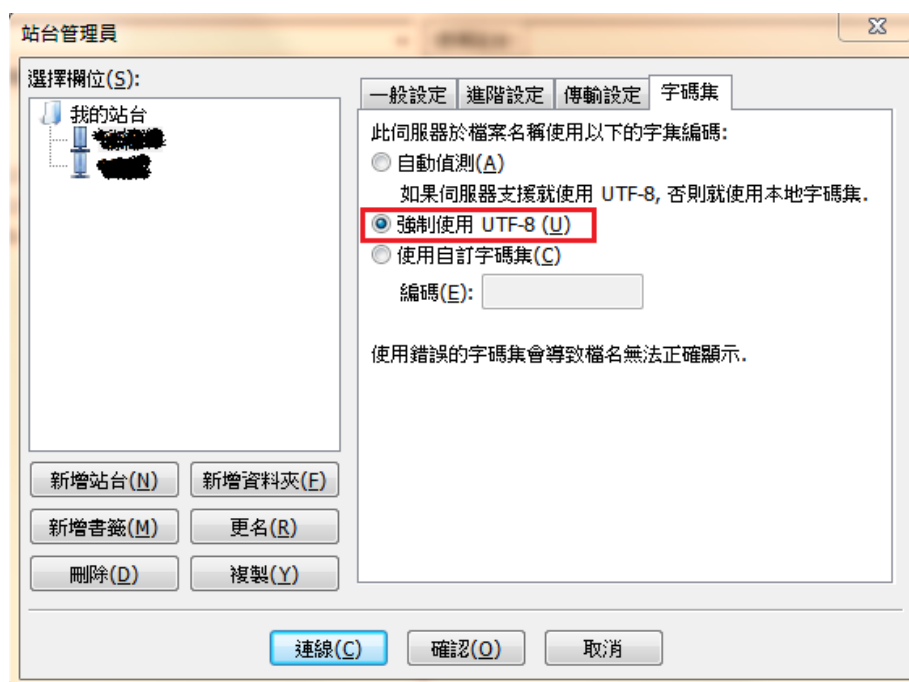 站台管理員
選擇欄位(S):
我的站台
一般設定 進階設定 傳輸設定 字碼集
此伺服器於檔案名稱使用以下的字集編碼:
自動偵測(A)
如果伺服器支援就使用 UTF-8, 否則就使用本地字碼集.
強制使用 UTF-8 (U)
使用自訂字碼集(C)
編碼(E):
使用錯誤的字碼集會導致檔名無法正確顯示.
新增站台(N) 新增資料夾(F)
新增書籤(M) 更名(R)
刪除(D) 複製(Y)
連線(C) 確認(O) 取消